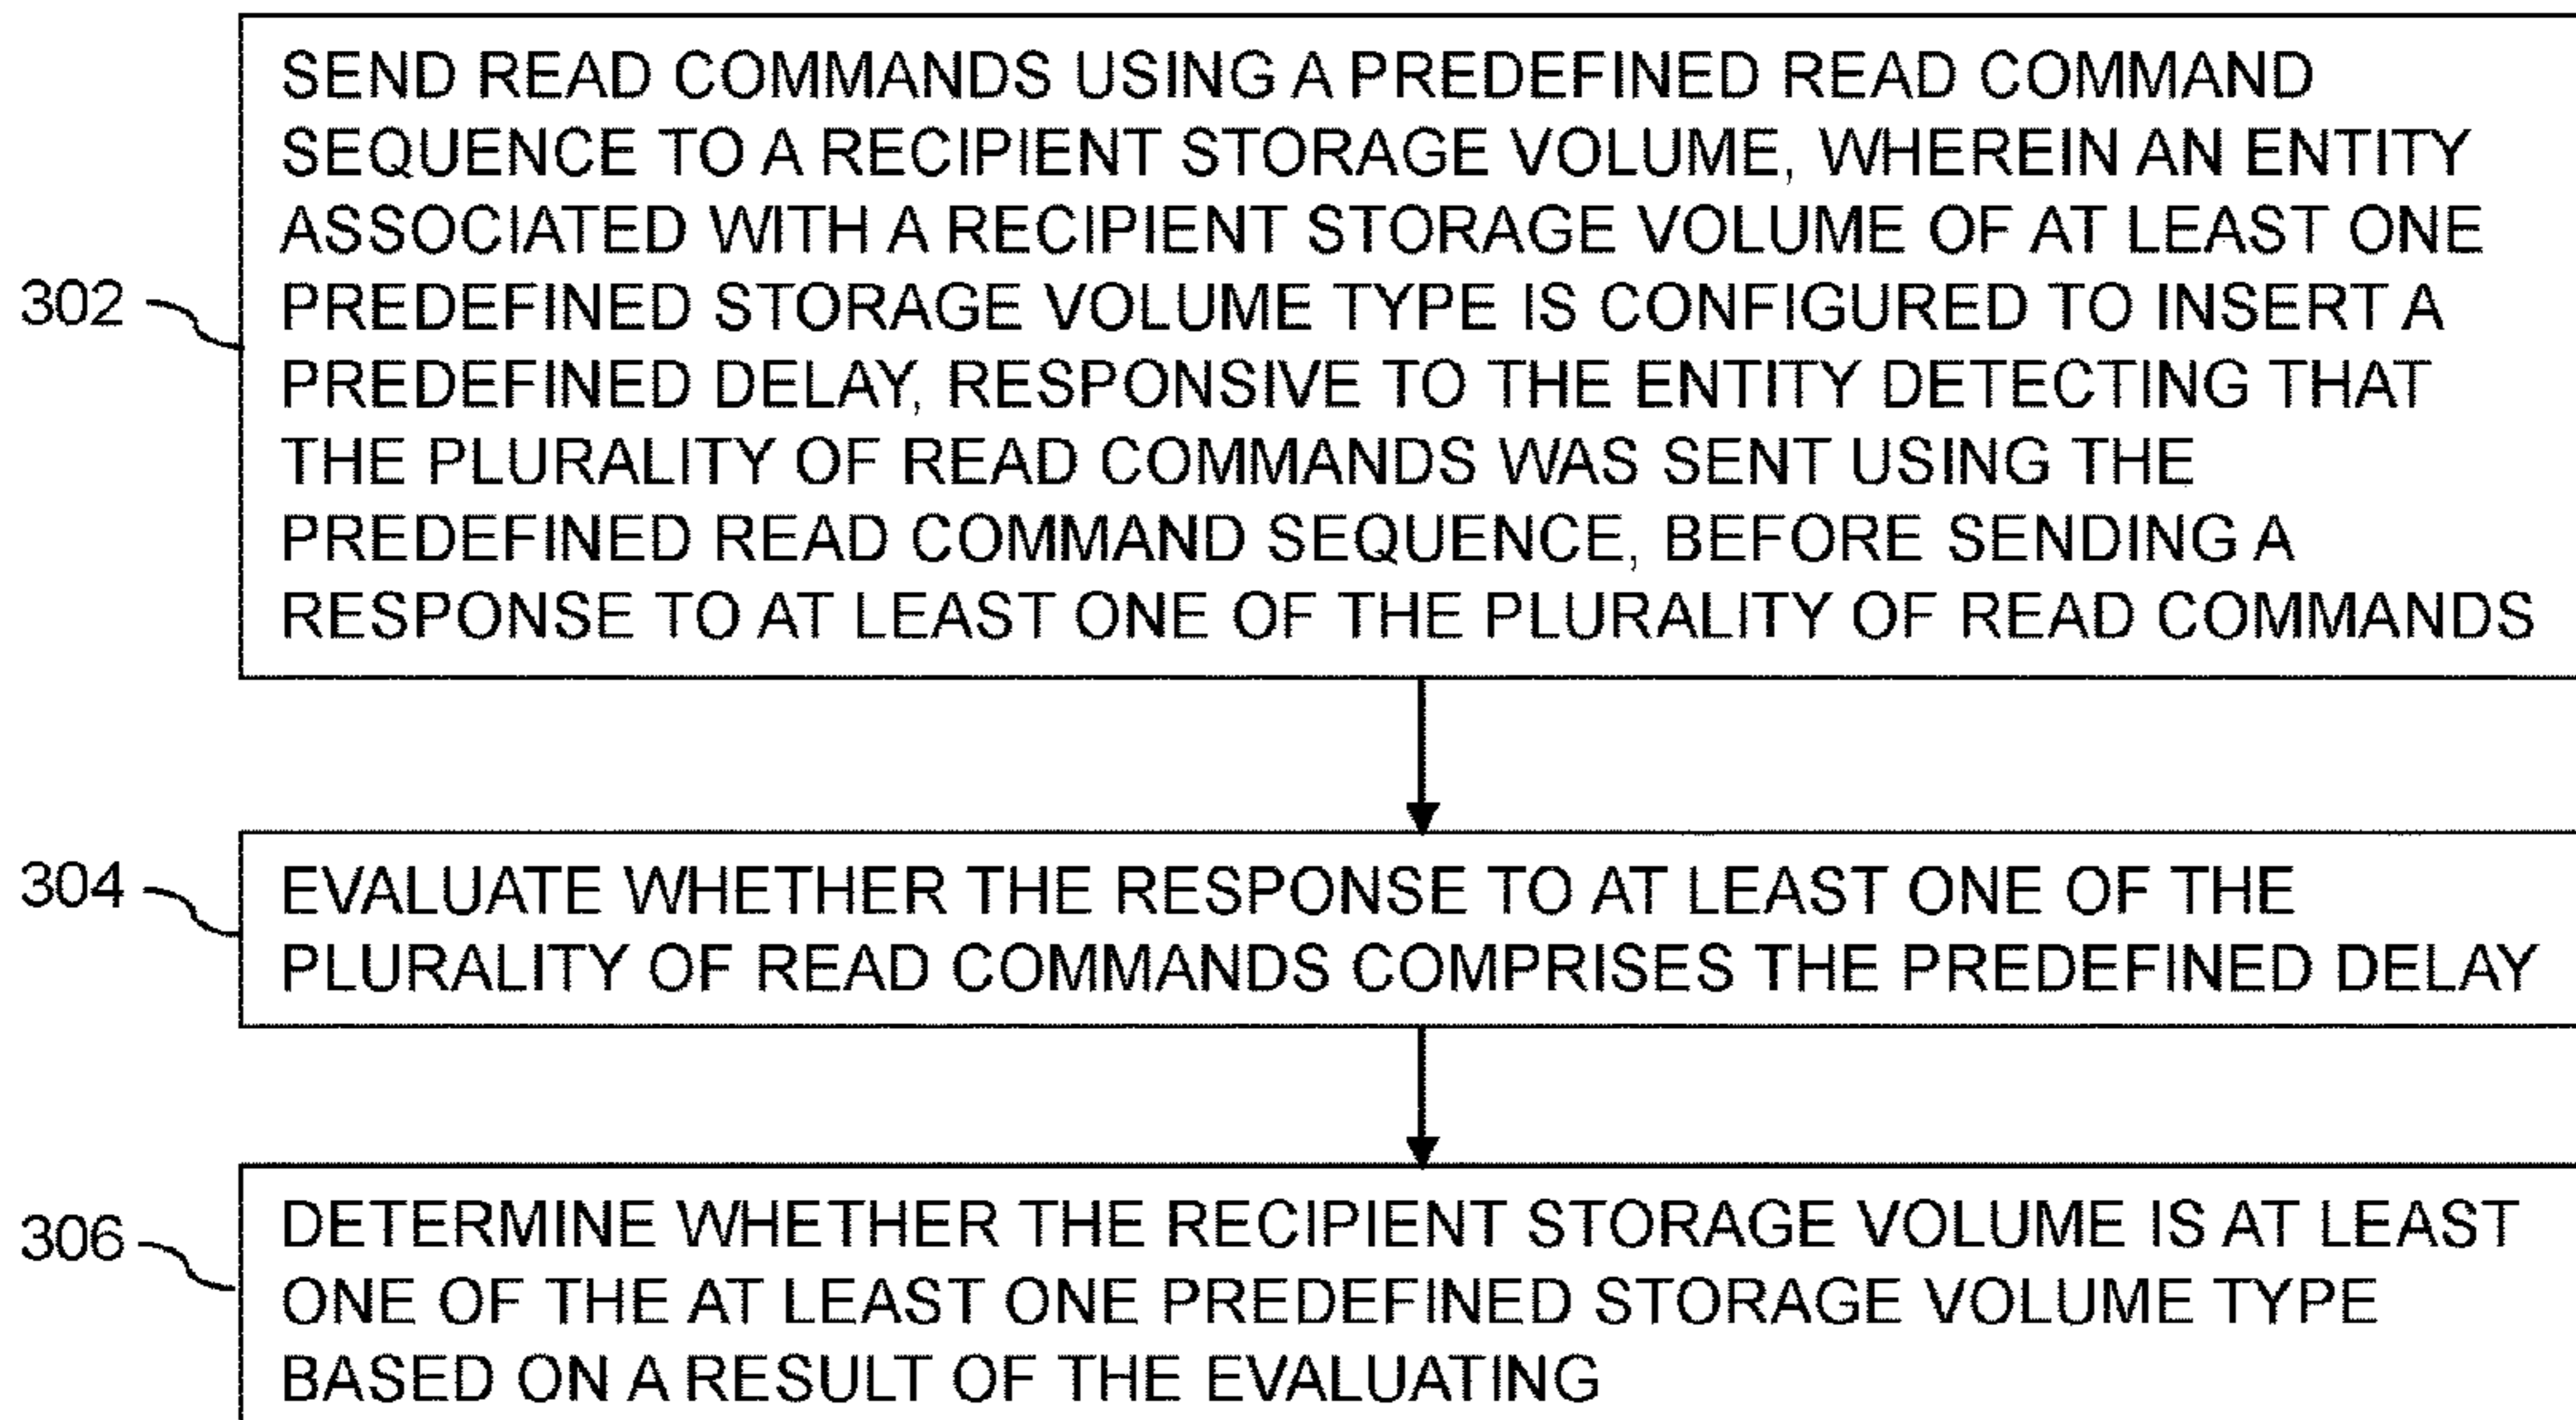 SEND READ COMMANDS USING A PREDEFINED READ COMMAND
SEQUENCE TO A RECIPIENT STORAGE VOLUME, WHEREIN AN ENTITY
ASSOCIATED WITH A RECIPIENT STORAGE VOLUME OF AT LEAST ONE
302
PREDEFINED STORAGE VOLUME TYPE IS CONFIGURED TO INSERT A
PREDEFINED DELAY, RESPONSIVE TO THE ENTITY DETECTING THAT
THE PLURALITY OF READ COMMANDS WAS SENT USING THE
PREDEFINED READ COMMAND SEQUENCE, BEFORE SENDING A
RESPONSE TO AT LEAST ONE OF THE PLURALITY OF READ COMMANDS
304
EVALUATE WHETHER THE RESPONSE TO AT LEAST ONE OF THE
PLURALITY OF READ COMMANDS COMPRISES THE PREDEFINED DELAY
306
DETERMINE WHETHER THE RECIPIENT STORAGE VOLUME IS AT LEAST
ONE OF THE AT LEAST ONE PREDEFINED STORAGE VOLUME TYPE
BASED ON A RESULT OF THE EVALUATING